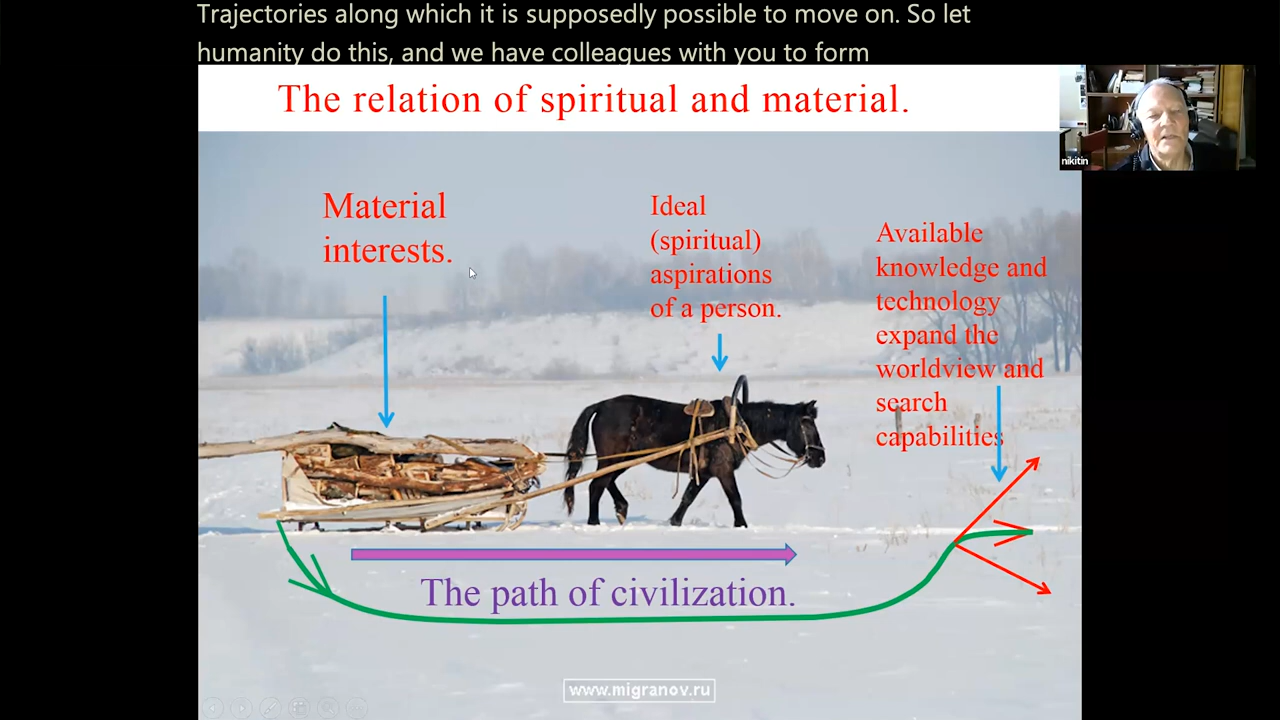 Trajectories along which it is supposedly possible to move on. So let
humanity do this, and we have colleagues with you to form
The relation of spiritual and material.
nikitin
Material
interests.
Ideal
(spiritual)
aspirations
of a person.
Available
knowledge and
technology
expand the
worldview and
search
capabilities
The path of civilization.
www.migranov.ru